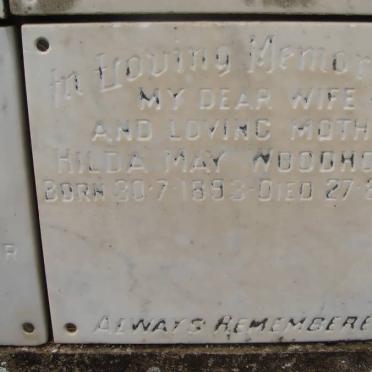 In Loving Memor
MY DEAR WIFE
AND LOVING MOTH
HILDA MAY WOODHO
BORN 30-7-1893-DIED 27-
ALWAYS REMEMBERE
R